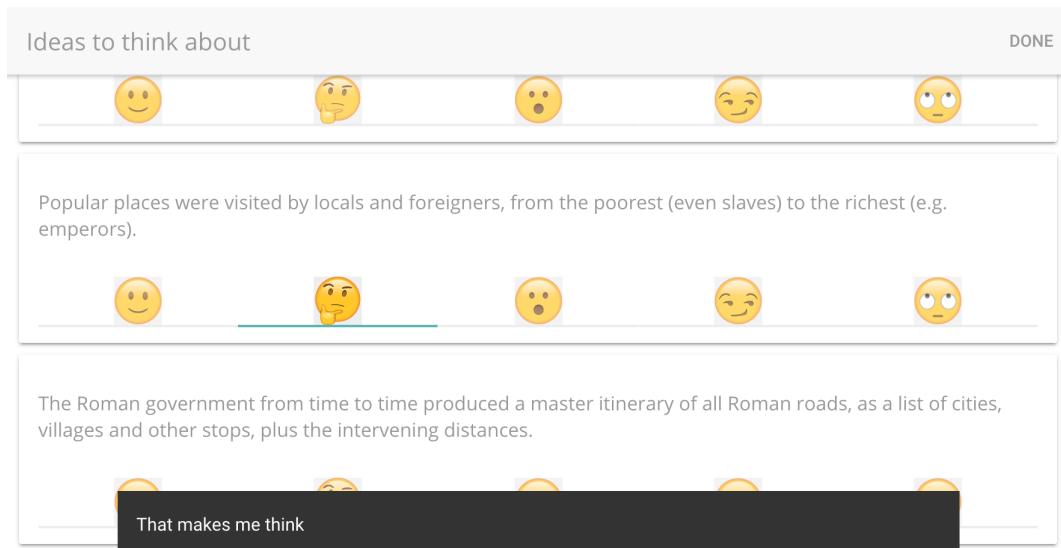 Ideas to think about
DONE
Popular places were visited by locals and foreigners, from the poorest (even slaves) to the richest (e.g.
emperors).
The Roman government from time to time produced a master itinerary of all Roman roads, as a list of cities,
villages and other stops, plus the intervening distances.
That makes me think